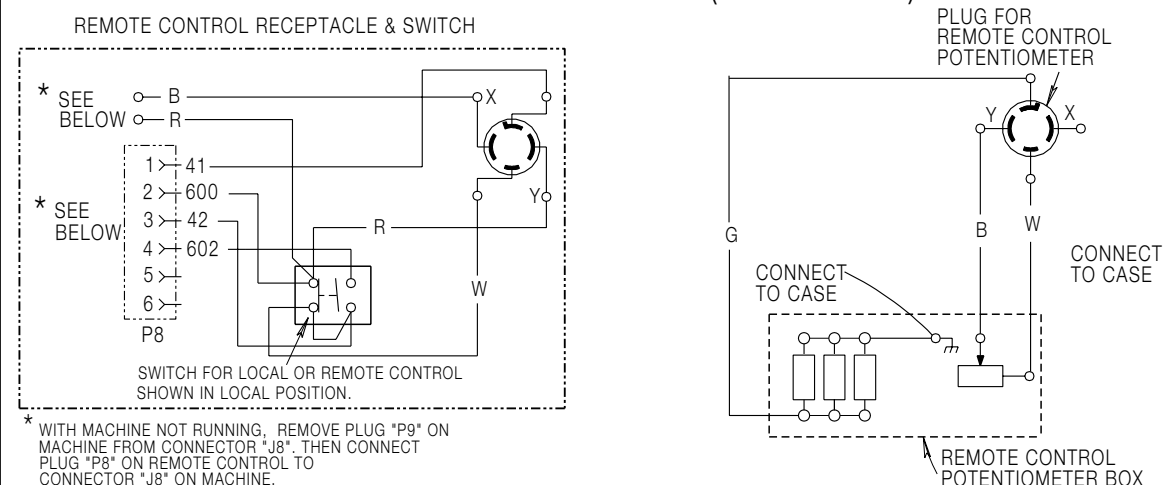 REMOTE CONTROL RECEPTACLE & SWITCH
* SEE
BELOW
B
R
X
1 41
2 600
3 42
4 602
5
6
P8
* SEE
BELOW
Y
R
W
SWITCH FOR LOCAL OR REMOTE CONTROL
SHOWN IN LOCAL POSITION.
* WITH MACHINE NOT RUNNING, REMOVE PLUG "P9" ON
MACHINE FROM CONNECTOR "J8". THEN CONNECT
PLUG "P8" ON REMOTE CONTROL TO
CONNECTOR "J8" ON MACHINE.
PLUG FOR
REMOTE CONTROL
POTENTIOMETER
Y
X
G
B
W
CONNECT
TO CASE
CONNECT
TO CASE
REMOTE CONTROL
POTENTIOMETER BOX